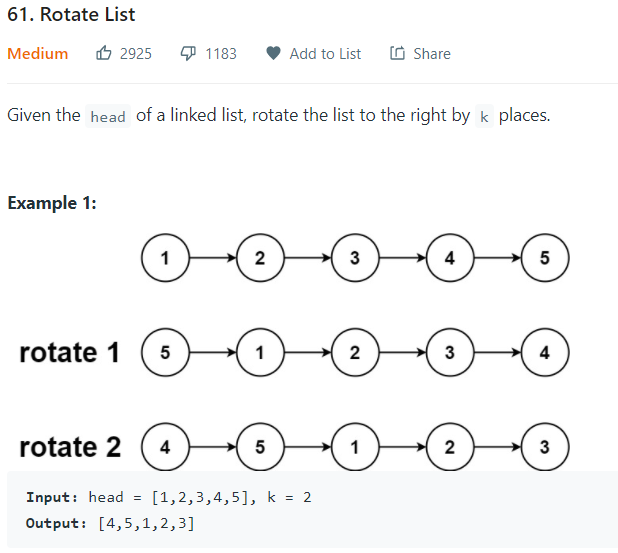 61. Rotate List
Medium 2925 1183 Add to List Share
Given the head of a linked list, rotate the list to the right by k places.
Example 1:
1 2 3 4 5
rotate 1 5 1 2 3 4
rotate 2 4 5 1 2 3
Input: head = [1,2,3,4,5], k = 2
Output: [4,5,1,2,3]